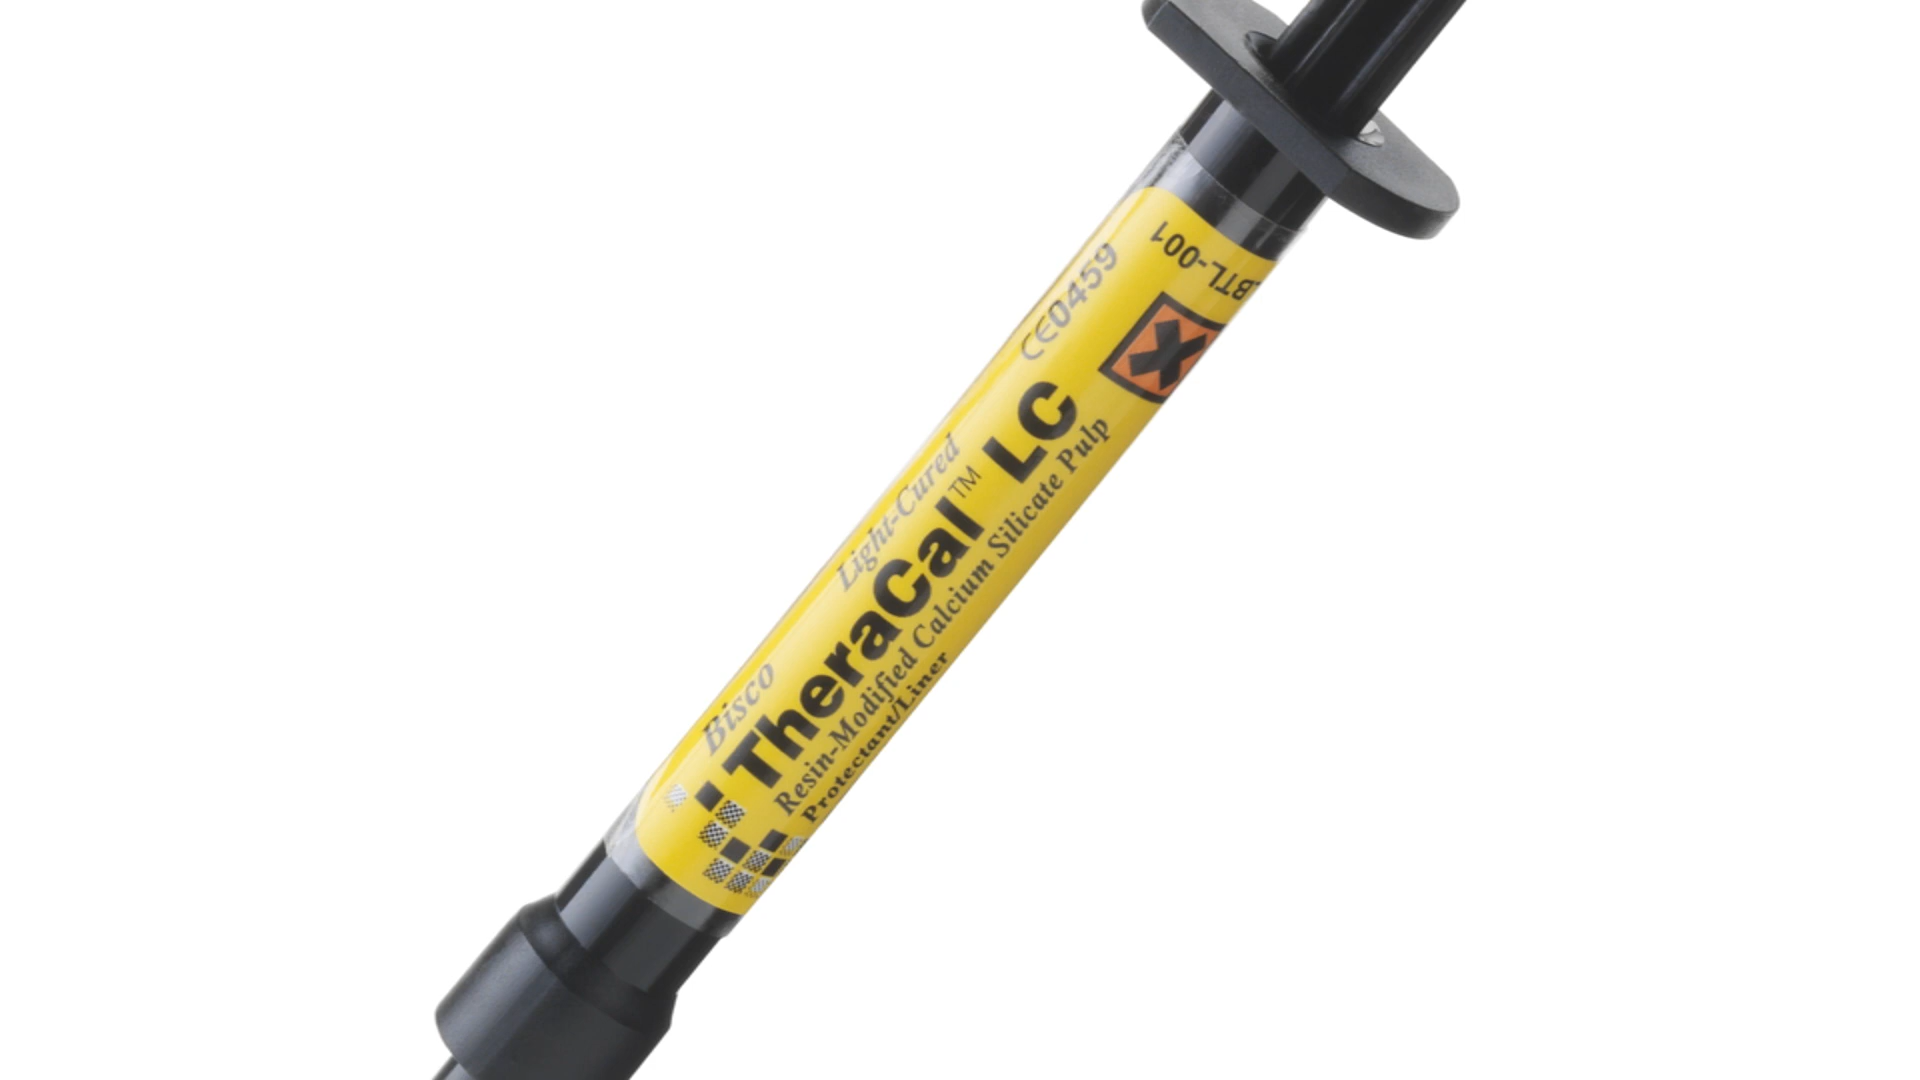 Bisco
Light-Cured
CE0459
TheraCal™ LC
Resin-Modified Calcium Silicate Pulp
Protectant/Liner
BTL-001